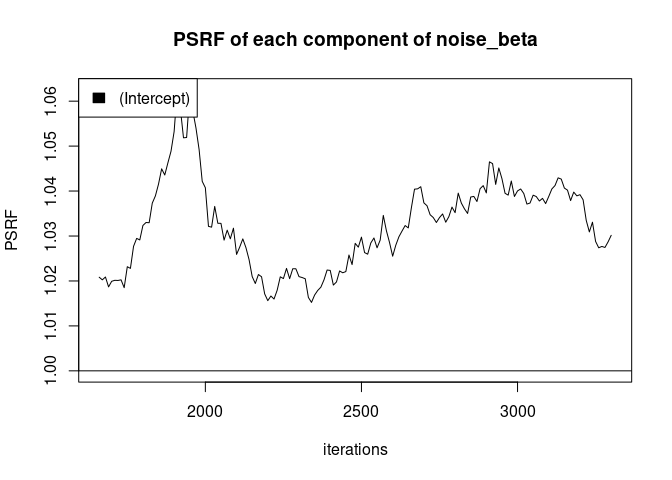 PSRF of each component of noise_beta
(Intercept)
PSRF
1.06
1.05
1.04
1.03
1.02
1.01
1.00
2000 2500 3000
iterations